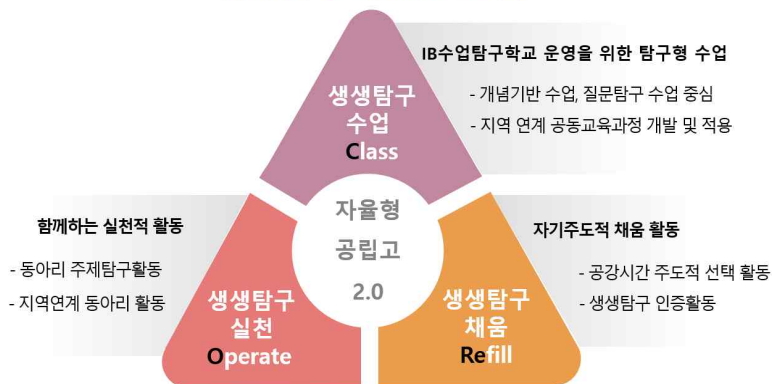 IB수업탐구학교 운영을 위한 탐구형 수업
- 개념기반 수업, 질문탐구 수업 중심
- 지역 연계 공동교육과정 개발 및 적용
생생탐구
수업
Class
자율형
공립고
2.0
함께하는 실천적 활동
- 동아리 주제탐구활동
- 지역연계 동아리 활동
생생탐구
실천
Operate
생생탐구
채움
Refill
자기주도적 채움 활동
- 공강시간 주도적 선택 활동
- 생생탐구 인증활동